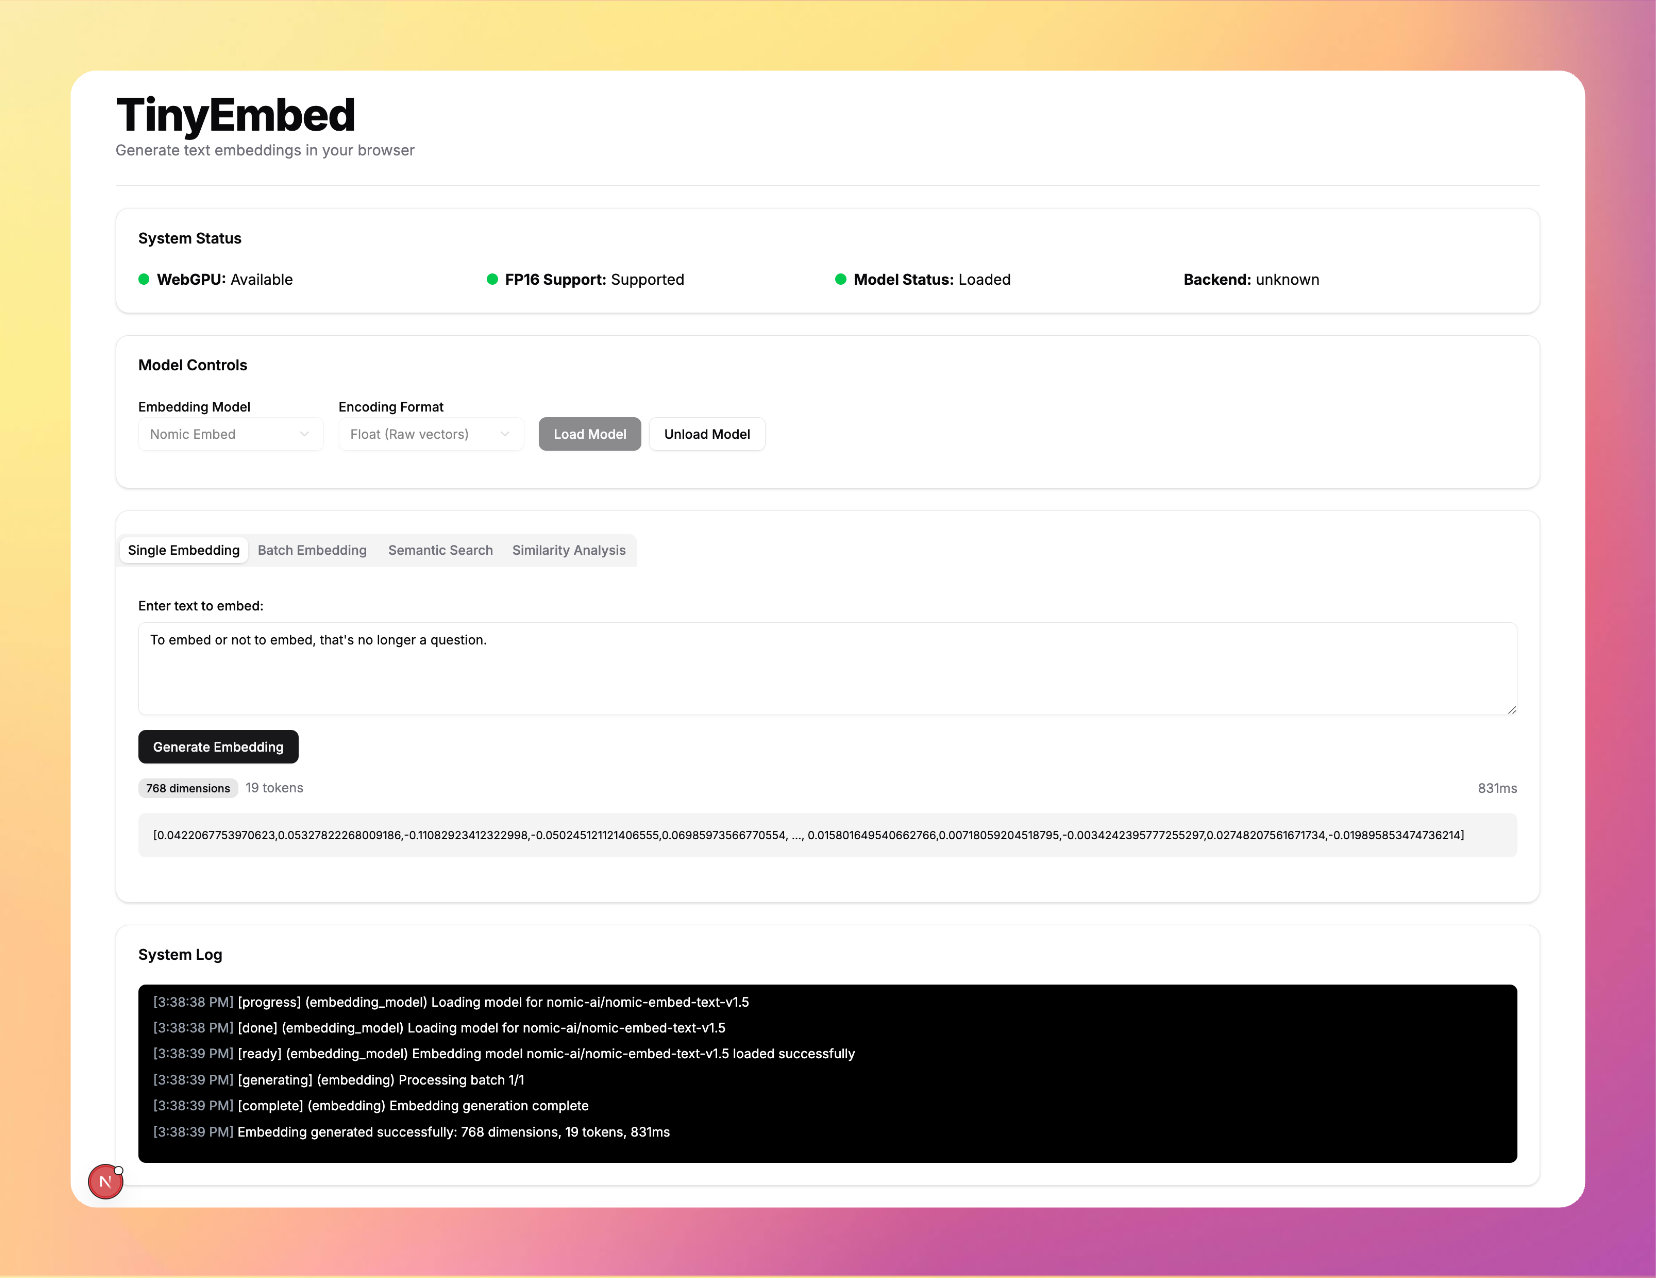 TinyEmbed
Generate text embeddings in your browser
System Status
WebGPU: Available
FP16 Support: Supported
Model Status: Loaded
Backend: unknown
Model Controls
Embedding Model
Encoding Format
Nomic Embed
Float (Raw vectors)
Load Model
Unload Model
Single Embedding
Batch Embedding
Semantic Search
Similarity Analysis
Enter text to embed:
To embed or not to embed, that's no longer a question.
Generate Embedding
768 dimensions
19 tokens
831ms
[0.0422067753970623,0.05327822268009186,-0.11082923412322998,-0.050245121121406555,0.06985973566770554, ..., 0.015801649540662766,0.00718059204518795,-0.0034242395777255297,0.02748207561671734,-0.019895853474736214]
System Log
[3:38:38 PM] [progress] (embedding_model) Loading model for nomic-ai/nomic-embed-text-v1.5
[3:38:38 PM] [done] (embedding_model) Loading model for nomic-ai/nomic-embed-text-v1.5
[3:38:39 PM] [ready] (embedding_model) Embedding model nomic-ai/nomic-embed-text-v1.5 loaded successfully
[3:38:39 PM] [generating] (embedding) Processing batch 1/1
[3:38:39 PM] [complete] (embedding) Embedding generation complete
[3:38:39 PM] Embedding generated successfully: 768 dimensions, 19 tokens, 831ms
N